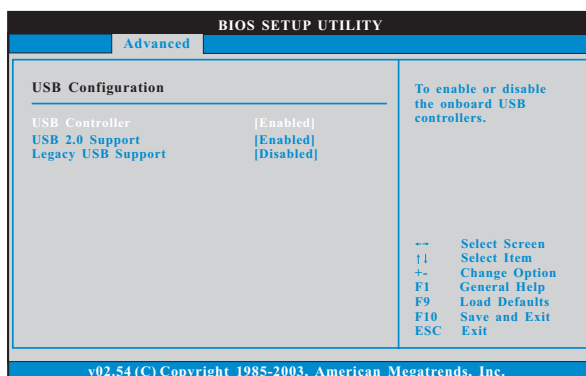 BIOS SETUP UTILITY
Advanced
USB Configuration
USB Controller [Enabled]
USB 2.0 Support [Enabled]
Legacy USB Support [Disabled]
To enable or disable
the onboard USB
controllers.
←→ Select Screen
↑↓ Select Item
+- Change Option
F1 General Help
F9 Load Defaults
F10 Save and Exit
ESC Exit
v02.54 (C) Copyright 1985-2003, American Megatrends, Inc.